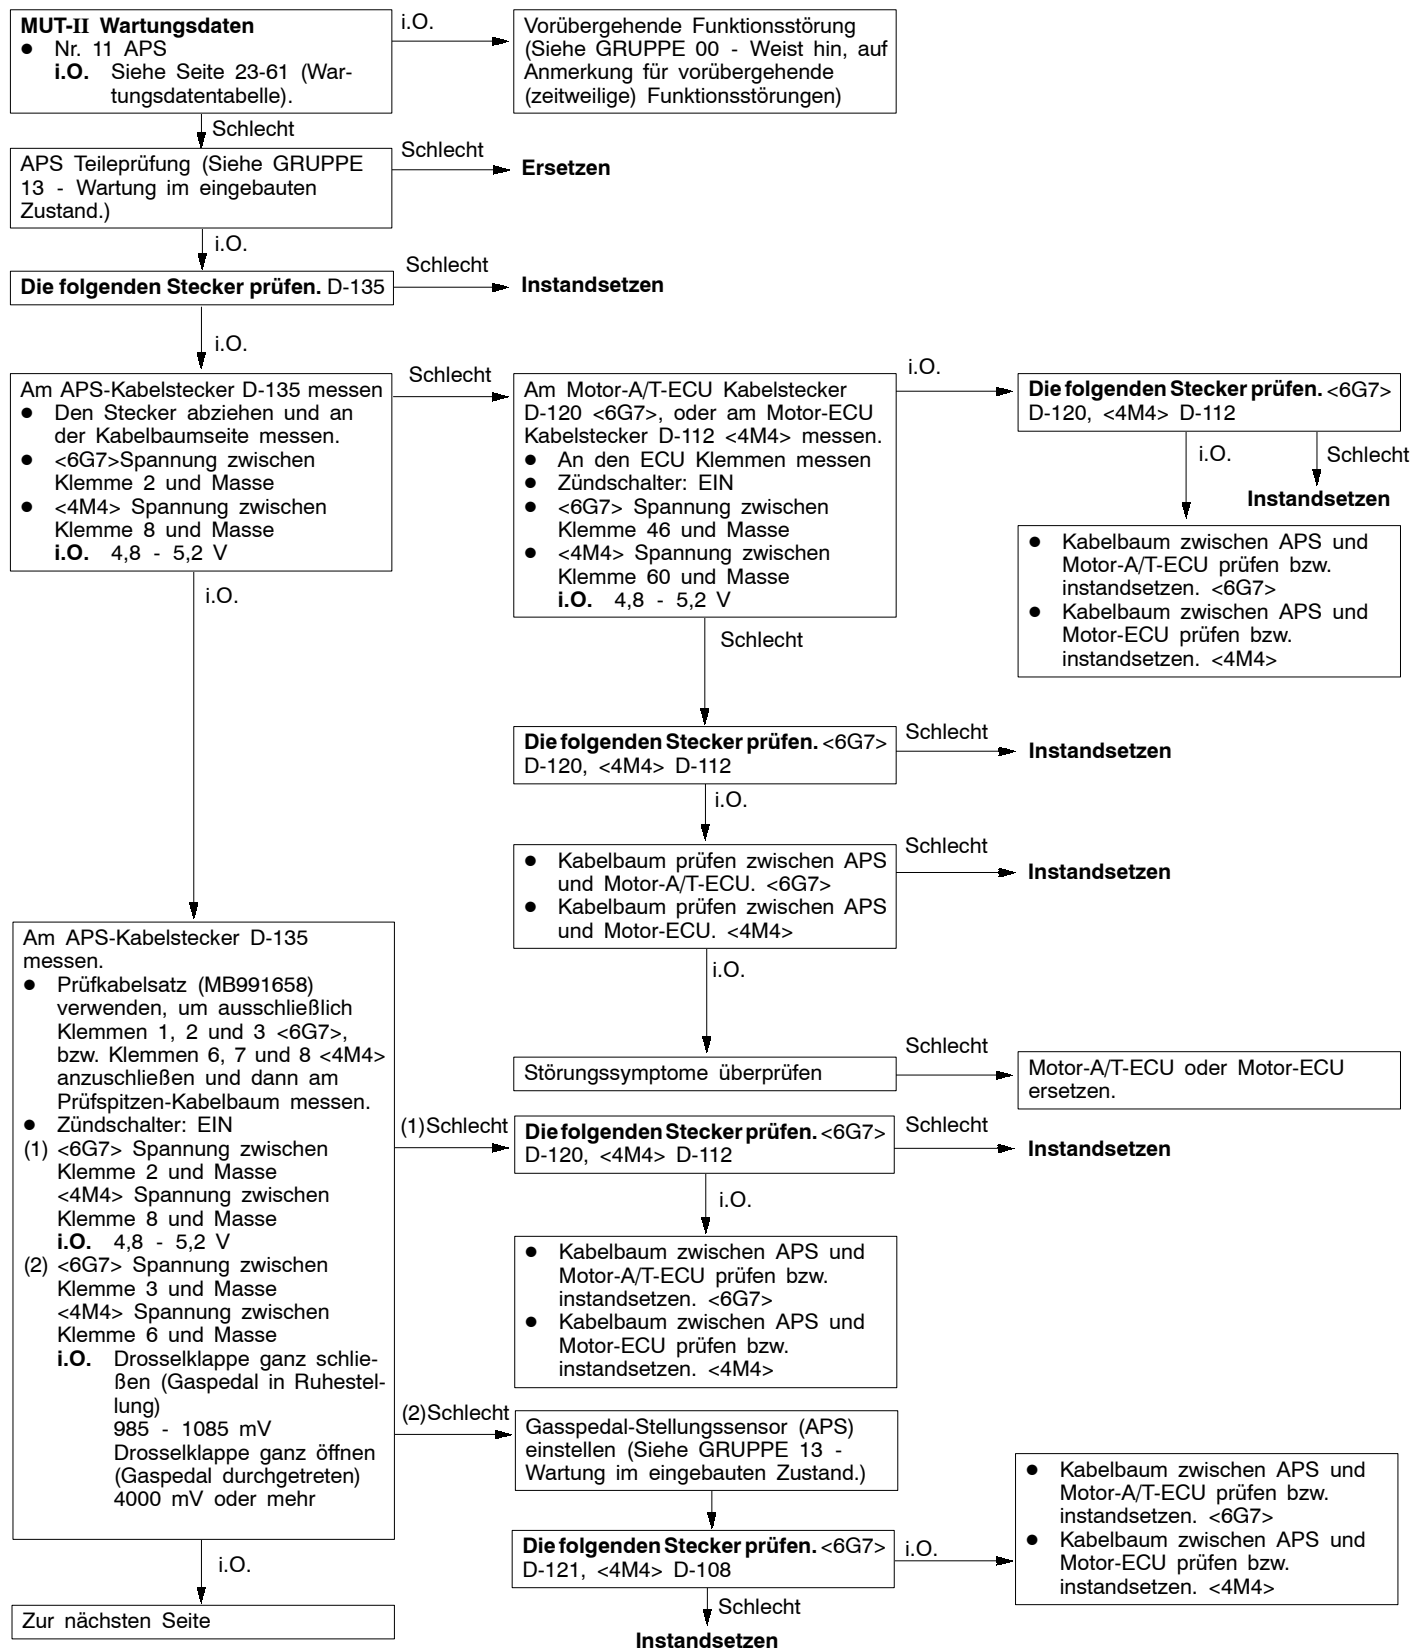 MUT-II Wartungsdaten
● Nr. 11 APS
i.O. Siehe Seite 23-61 (War-
tungsdatentabelle).
i.O.
Vorübergehende Funktionsstörung
(Siehe GRUPPE 00 - Weist hin, auf
Anmerkung für vorübergehende
(zeitweilige) Funktionsstörungen)
Schlecht
APS Teileprüfung (Siehe GRUPPE
13 - Wartung im eingebauten
Zustand.)
Schlecht
Ersetzen
i.O.
Die folgenden Stecker prüfen. D-135
Schlecht
Instandsetzen
i.O.
Am APS-Kabelstecker D-135 messen
● Den Stecker abziehen und an
der Kabelbaumseite messen.
● <6G7>Spannung zwischen
Klemme 2 und Masse
● <4M4> Spannung zwischen
Klemme 8 und Masse
i.O. 4,8 - 5,2 V
Schlecht
Am Motor-A/T-ECU Kabelstecker
D-120 <6G7>, oder am Motor-ECU
Kabelstecker D-112 <4M4> messen.
● An den ECU Klemmen messen
● Zündschalter: EIN
● <6G7> Spannung zwischen
Klemme 46 und Masse
● <4M4> Spannung zwischen
Klemme 60 und Masse
i.O. 4,8 - 5,2 V
i.O.
Die folgenden Stecker prüfen. <6G7>
D-120, <4M4> D-112
i.O.
Schlecht
Instandsetzen
● Kabelbaum zwischen APS und
Motor-A/T-ECU prüfen bzw.
instandsetzen. <6G7>
● Kabelbaum zwischen APS und
Motor-ECU prüfen bzw.
instandsetzen. <4M4>
i.O.
Schlecht
Die folgenden Stecker prüfen. <6G7>
D-120, <4M4> D-112
Schlecht
Instandsetzen
i.O.
● Kabelbaum prüfen zwischen APS
und Motor-A/T-ECU. <6G7>
● Kabelbaum prüfen zwischen APS
und Motor-ECU. <4M4>
Schlecht
Instandsetzen
i.O.
Störungssymptome überprüfen
Schlecht
Motor-A/T-ECU oder Motor-ECU
ersetzen.
Am APS-Kabelstecker D-135
messen.
● Prüfkabelsatz (MB991658)
verwenden, um ausschließlich
Klemmen 1, 2 und 3 <6G7>,
bzw. Klemmen 6, 7 und 8 <4M4>
anzuschließen und dann am
Prüfspitzen-Kabelbaum messen.
● Zündschalter: EIN
(1) <6G7> Spannung zwischen
Klemme 2 und Masse
<4M4> Spannung zwischen
Klemme 8 und Masse
i.O. 4,8 - 5,2 V
(2) <6G7> Spannung zwischen
Klemme 3 und Masse
<4M4> Spannung zwischen
Klemme 6 und Masse
i.O. Drosselklappe ganz schlie-
ßen (Gaspedal in Ruhestel-
lung)
985 - 1085 mV
Drosselklappe ganz öffnen
(Gaspedal durchgetreten)
4000 mV oder mehr
(1)Schlecht
Die folgenden Stecker prüfen. <6G7>
D-120, <4M4> D-112
Schlecht
Instandsetzen
i.O.
● Kabelbaum zwischen APS und
Motor-A/T-ECU prüfen bzw.
instandsetzen. <6G7>
● Kabelbaum zwischen APS und
Motor-ECU prüfen bzw.
instandsetzen. <4M4>
(2)Schlecht
Gasspedal-Stellungssensor (APS)
einstellen (Siehe GRUPPE 13 -
Wartung im eingebauten Zustand.)
Die folgenden Stecker prüfen. <6G7>
D-121, <4M4> D-108
i.O.
● Kabelbaum zwischen APS und
Motor-A/T-ECU prüfen bzw.
instandsetzen. <6G7>
● Kabelbaum zwischen APS und
Motor-ECU prüfen bzw.
instandsetzen. <4M4>
Schlecht
Instandsetzen
i.O.
Zur nächsten Seite